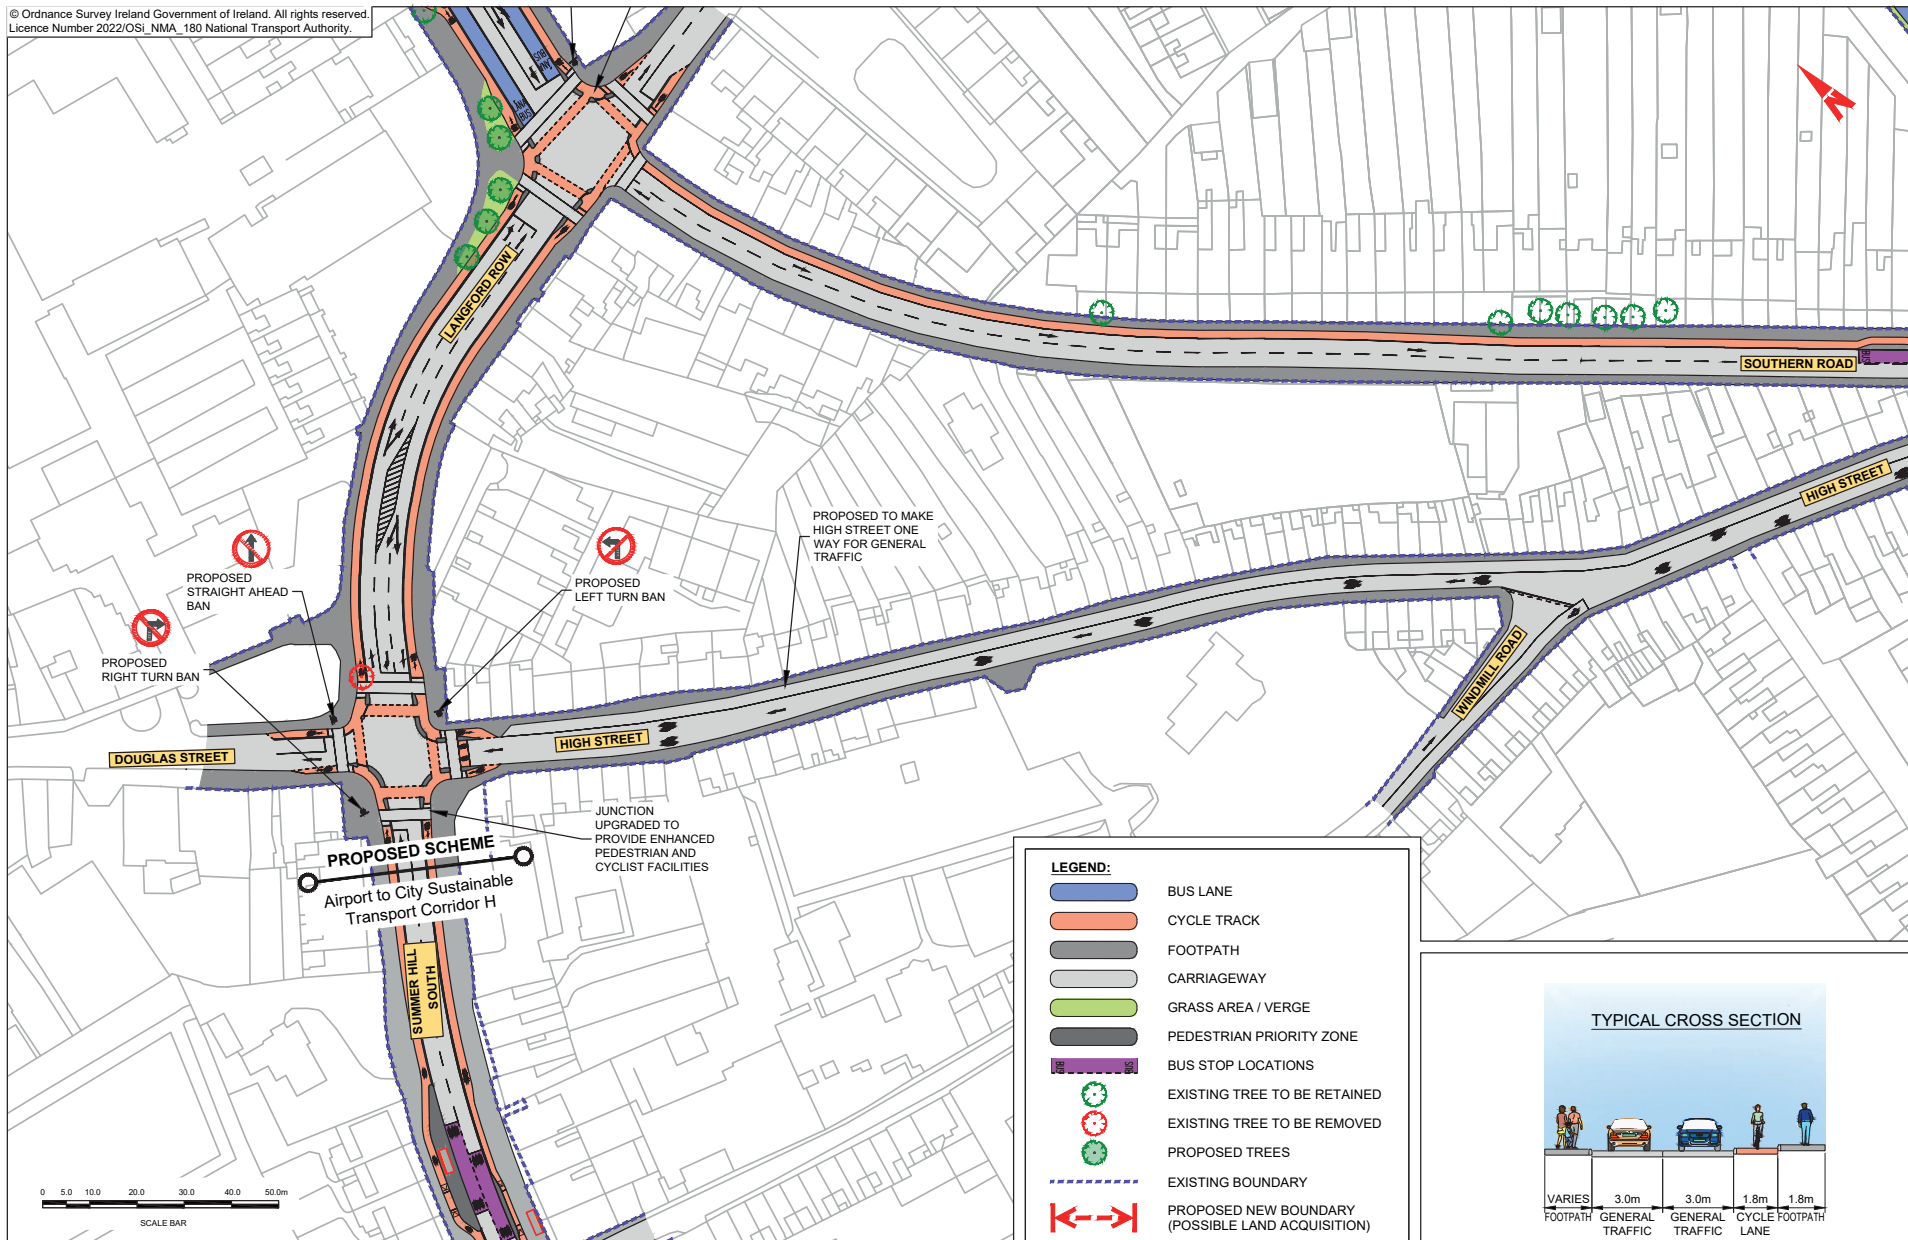 © Ordnance Survey Ireland Government of Ireland. All rights reserved.
Licence Number 2022/OSi_NMA_180 National Transport Authority.
BUS LANE
BUS
ONLY
N
LANGFORD ROW
SOUTHERN ROAD
BUS
HIGH STREET
PROPOSED TO MAKE
HIGH STREET ONE
WAY FOR GENERAL
TRAFFIC
PROPOSED
STRAIGHT AHEAD
BAN
PROPOSED
LEFT TURN BAN
PROPOSED
RIGHT TURN BAN
WINDMILL ROAD
DOUGLAS STREET
HIGH STREET
JUNCTION
UPGRADED TO
PROVIDE ENHANCED
PEDESTRIAN AND
CYCLIST FACILITIES
PROPOSED SCHEME
Airport to City Sustainable
Transport Corridor H
SUMMER HILL
SOUTH
0 5.0 10.0 20.0 30.0 40.0 50.0m
SCALE BAR
LEGEND:
BUS LANE
CYCLE TRACK
FOOTPATH
CARRIAGEWAY
GRASS AREA / VERGE
PEDESTRIAN PRIORITY ZONE
BUS BUS BUS STOP LOCATIONS
EXISTING TREE TO BE RETAINED
EXISTING TREE TO BE REMOVED
PROPOSED TREES
EXISTING BOUNDARY
PROPOSED NEW BOUNDARY
(POSSIBLE LAND ACQUISITION)
TYPICAL CROSS SECTION
VARIES 3.0m 3.0m 1.8m 1.8m
FOOTPATH GENERAL GENERAL CYCLE FOOTPATH
TRAFFIC TRAFFIC LANE